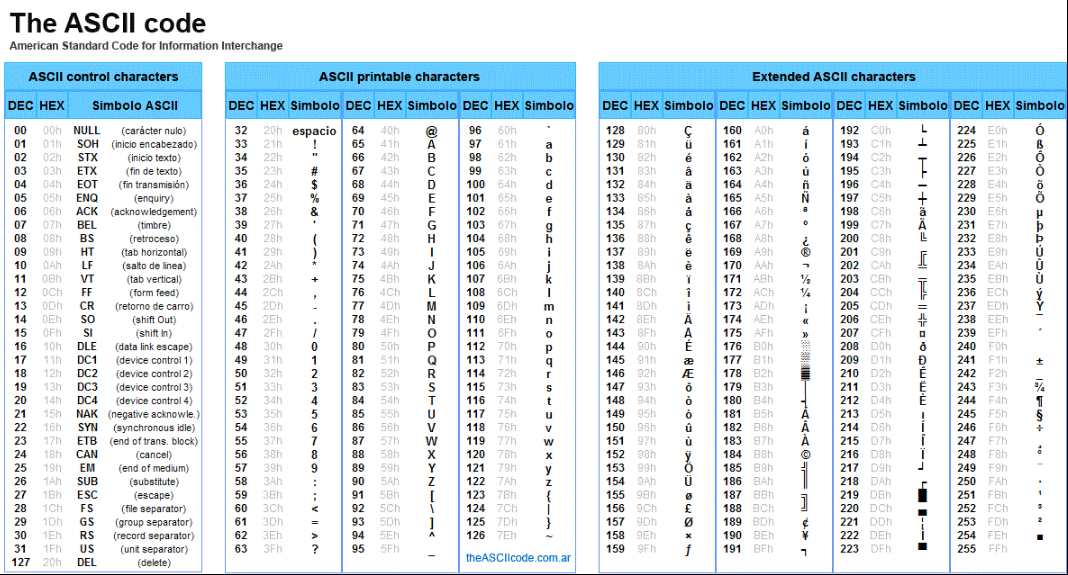 The ASCII code
American Standard Code for Information Interchange
ASCII control characters ASCII printable characters Extended ASCII characters
DEC HEX Simbolo ASCII DEC HEX Simbolo DEC HEX Simbolo DEC HEX Simbolo DEC HEX Simbolo DEC HEX Simbolo DEC HEX Simbolo DEC HEX Simbolo
00 00h NULL (carácter nulo) 32 20h espacio 64 40h @ 96 60h ` 128 80h Ç 160 A0h á 192 C0h └ 224 E0h Ó
01 01h SOH (inicio encabezado) 33 21h ! 65 41h A 97 61h a 129 81h ü 161 A1h í 193 C1h ┴ 225 E1h ß
02 02h STX (inicio texto) 34 22h " 66 42h B 98 62h b 130 82h é 162 A2h ó 194 C2h ┬ 226 E2h Ô
03 03h ETX (fin de texto) 35 23h # 67 43h C 99 63h c 131 83h â 163 A3h ú 195 C3h ├ 227 E3h Ò
04 04h EOT (fin transmisión) 36 24h $ 68 44h D 100 64h d 132 84h ä 164 A4h ñ 196 C4h ─ 228 E4h õ
05 05h ENQ (enquiry) 37 25h % 69 45h E 101 65h e 133 85h à 165 A5h Ñ 197 C5h ┼ 229 E5h Õ
06 06h ACK (acknowledgement) 38 26h & 70 46h F 102 66h f 134 86h å 166 A6h ª 198 C6h ã 230 E6h µ
07 07h BEL (timbre) 39 27h ' 71 47h G 103 67h g 135 87h ç 167 A7h º 199 C7h Ã 231 E7h þ
08 08h BS (retroceso) 40 28h ( 72 48h H 104 68h h 136 88h ê 168 A8h ¿ 200 C8h ╚ 232 E8h Þ
09 09h HT (tab horizontal) 41 29h ) 73 49h I 105 69h i 137 89h ë 169 A9h ® 201 C9h ╔ 233 E9h Ú
10 0Ah LF (salto de linea) 42 2Ah * 74 4Ah J 106 6Ah j 138 8Ah è 170 AAh ¬ 202 CAh ╩ 234 EAh Û
11 0Bh VT (tab vertical) 43 2Bh + 75 4Bh K 107 6Bh k 139 8Bh ï 171 ABh ½ 203 CBh ╦ 235 EBh Ù
12 0Ch FF (form feed) 44 2Ch , 76 4Ch L 108 6Ch l 140 8Ch î 172 ACh ¼ 204 CCh ╠ 236 ECh ý
13 0Dh CR (retorno de carro) 45 2Dh - 77 4Dh M 109 6Dh m 141 8Dh ì 173 ADh ¡ 205 CDh ═ 237 EDh Ý
14 0Eh SO (shift Out) 46 2Eh . 78 4Eh N 110 6Eh n 142 8Eh Ä 174 AEh « 206 CEh ╬ 238 EEh ¯
15 0Fh SI (shift In) 47 2Fh / 79 4Fh O 111 6Fh o 143 8Fh Å 175 AFh » 207 CFh ¤ 239 EFh ´
16 10h DLE (data link escape) 48 30h 0 80 50h P 112 70h p 144 90h É 176 B0h ░ 208 D0h ð 240 F0h
17 11h DC1 (device control 1) 49 31h 1 81 51h Q 113 71h q 145 91h æ 177 B1h ▒ 209 D1h Ð 241 F1h ±
18 12h DC2 (device control 2) 50 32h 2 82 52h R 114 72h r 146 92h Æ 178 B2h ▓ 210 D2h Ê 242 F2h ‗
19 13h DC3 (device control 3) 51 33h 3 83 53h S 115 73h s 147 93h ô 179 B3h │ 211 D3h Ë 243 F3h ¾
20 14h DC4 (device control 4) 52 34h 4 84 54h T 116 74h t 148 94h ö 180 B4h ┤ 212 D4h È 244 F4h ¶
21 15h NAK (negative acknowle.) 53 35h 5 85 55h U 117 75h u 149 95h ò 181 B5h Á 213 D5h ı 245 F5h §
22 16h SYN (synchronous idle) 54 36h 6 86 56h V 118 76h v 150 96h û 182 B6h Â 214 D6h Í 246 F6h ÷
23 17h ETB (end of trans. block) 55 37h 7 87 57h W 119 77h w 151 97h ù 183 B7h À 215 D7h Î 247 F7h ¸
24 18h CAN (cancel) 56 38h 8 88 58h X 120 78h x 152 98h ÿ 184 B8h © 216 D8h Ï 248 F8h °
25 19h EM (end of medium) 57 39h 9 89 59h Y 121 79h y 153 99h Ö 185 B9h ╣ 217 D9h ┘ 249 F9h ¨
26 1Ah SUB (substitute) 58 3Ah : 90 5Ah Z 122 7Ah z 154 9Ah Ü 186 BAh ║ 218 DAh ┌ 250 FAh ·
27 1Bh ESC (escape) 59 3Bh ; 91 5Bh [ 123 7Bh { 155 9Bh ø 187 BBh ╗ 219 DBh █ 251 FBh ¹
28 1Ch FS (file separator) 60 3Ch < 92 5Ch \ 124 7Ch | 156 9Ch £ 188 BCh ╝ 220 DCh ▄ 252 FCh ³
29 1Dh GS (group separator) 61 3Dh = 93 5Dh ] 125 7Dh } 157 9Dh Ø 189 BDh ¢ 221 DDh ¦ 253 FDh ²
30 1Eh RS (record separator) 62 3Eh > 94 5Eh ^ 126 7Eh ~ 158 9Eh × 190 BEh ¥ 222 DEh Ì 254 FEh ■
31 1Fh US (unit separator) 63 3Fh ? 95 5Fh _ 159 9Fh ƒ 191 BFh ┐ 223 DFh ▀ 255 FFh
127 20h DEL (delete) theASCIIcode.com.ar